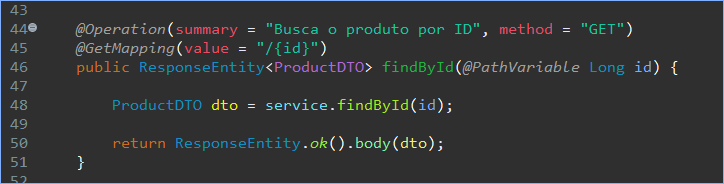 43
44 @Operation(summary = "Busca o produto por ID", method = "GET")
45 @GetMapping(value = "/{id}")
46 public ResponseEntity<ProductDTO> findById(@PathVariable Long id) {
47
48 ProductDTO dto = service.findById(id);
49
50 return ResponseEntity.ok().body(dto);
51 }
52